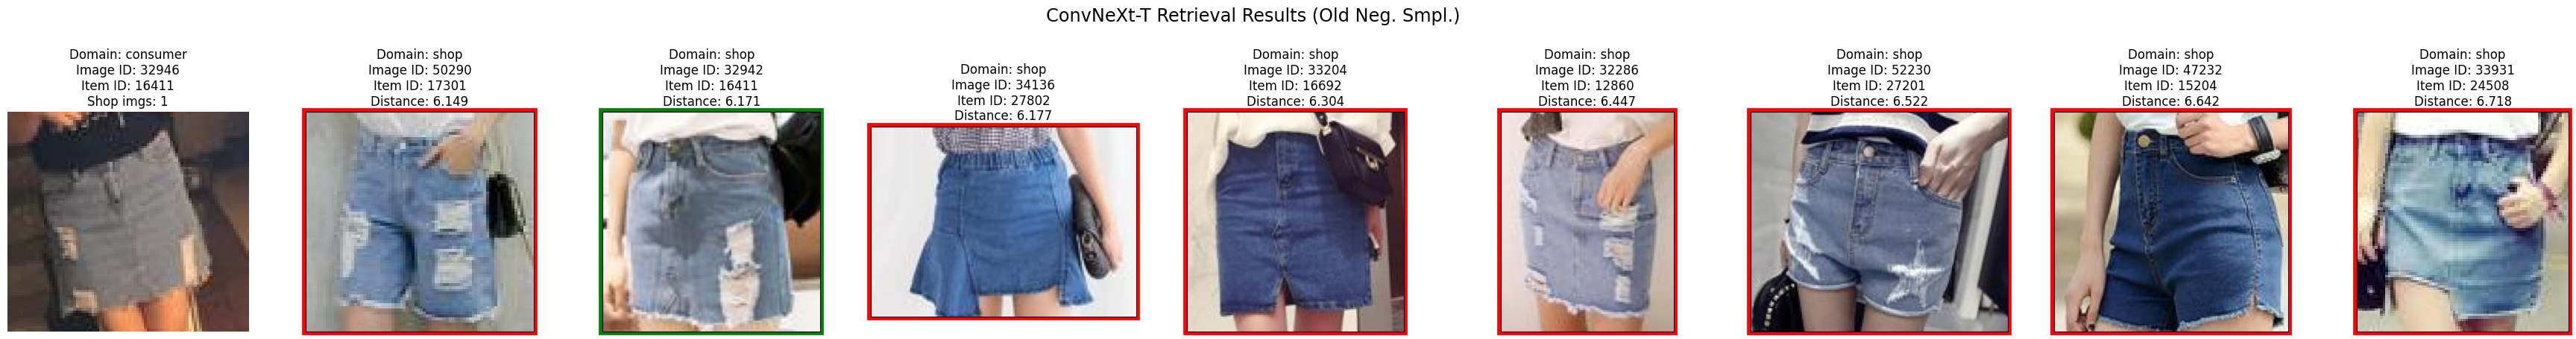 ConvNeXt-T Retrieval Results (Old Neg. Smpl.)
Domain: consumer
Image ID: 32946
Item ID: 16411
Shop imgs: 1
Domain: shop
Image ID: 50290
Item ID: 17301
Distance: 6.149
Domain: shop
Image ID: 32942
Item ID: 16411
Distance: 6.171
Domain: shop
Image ID: 34136
Item ID: 27802
Distance: 6.177
Domain: shop
Image ID: 33204
Item ID: 16692
Distance: 6.304
Domain: shop
Image ID: 32286
Item ID: 12860
Distance: 6.447
Domain: shop
Image ID: 52230
Item ID: 27201
Distance: 6.522
Domain: shop
Image ID: 47232
Item ID: 15204
Distance: 6.642
Domain: shop
Image ID: 33931
Item ID: 24508
Distance: 6.718